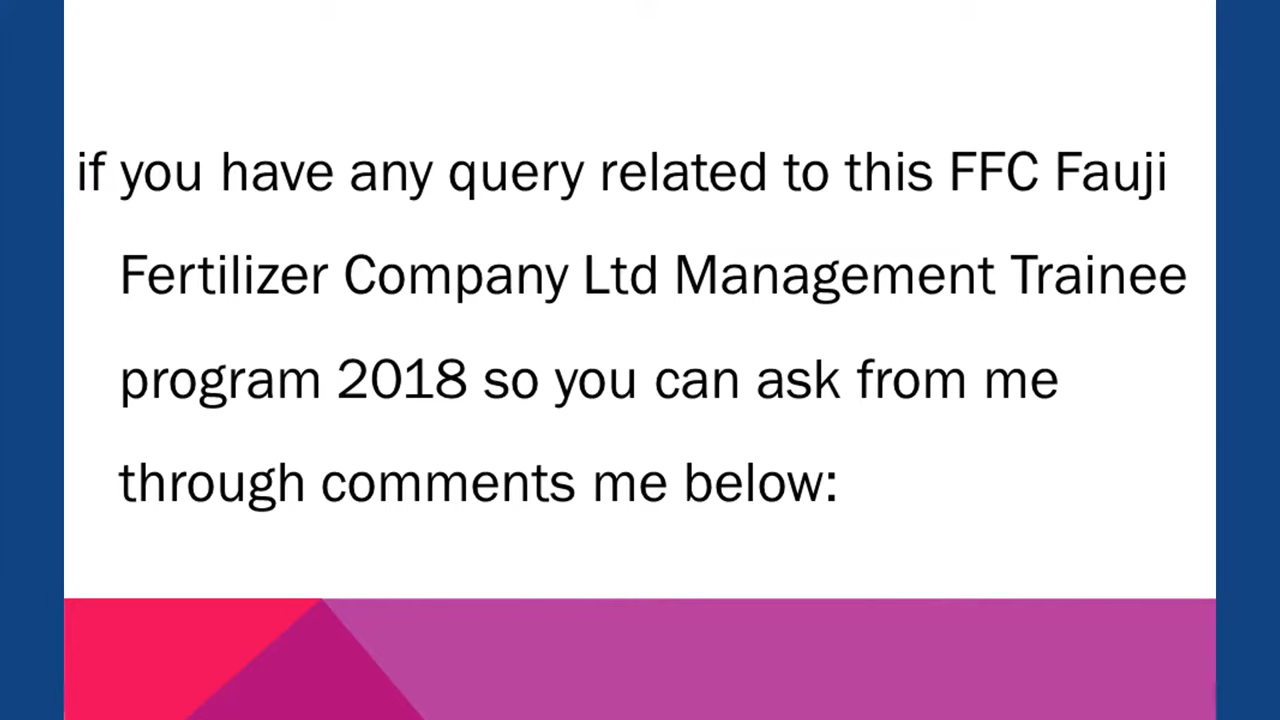 if you have any query related to this FFC Fauji
Fertilizer Company Ltd Management Trainee
program 2018 so you can ask from me
through comments me below: